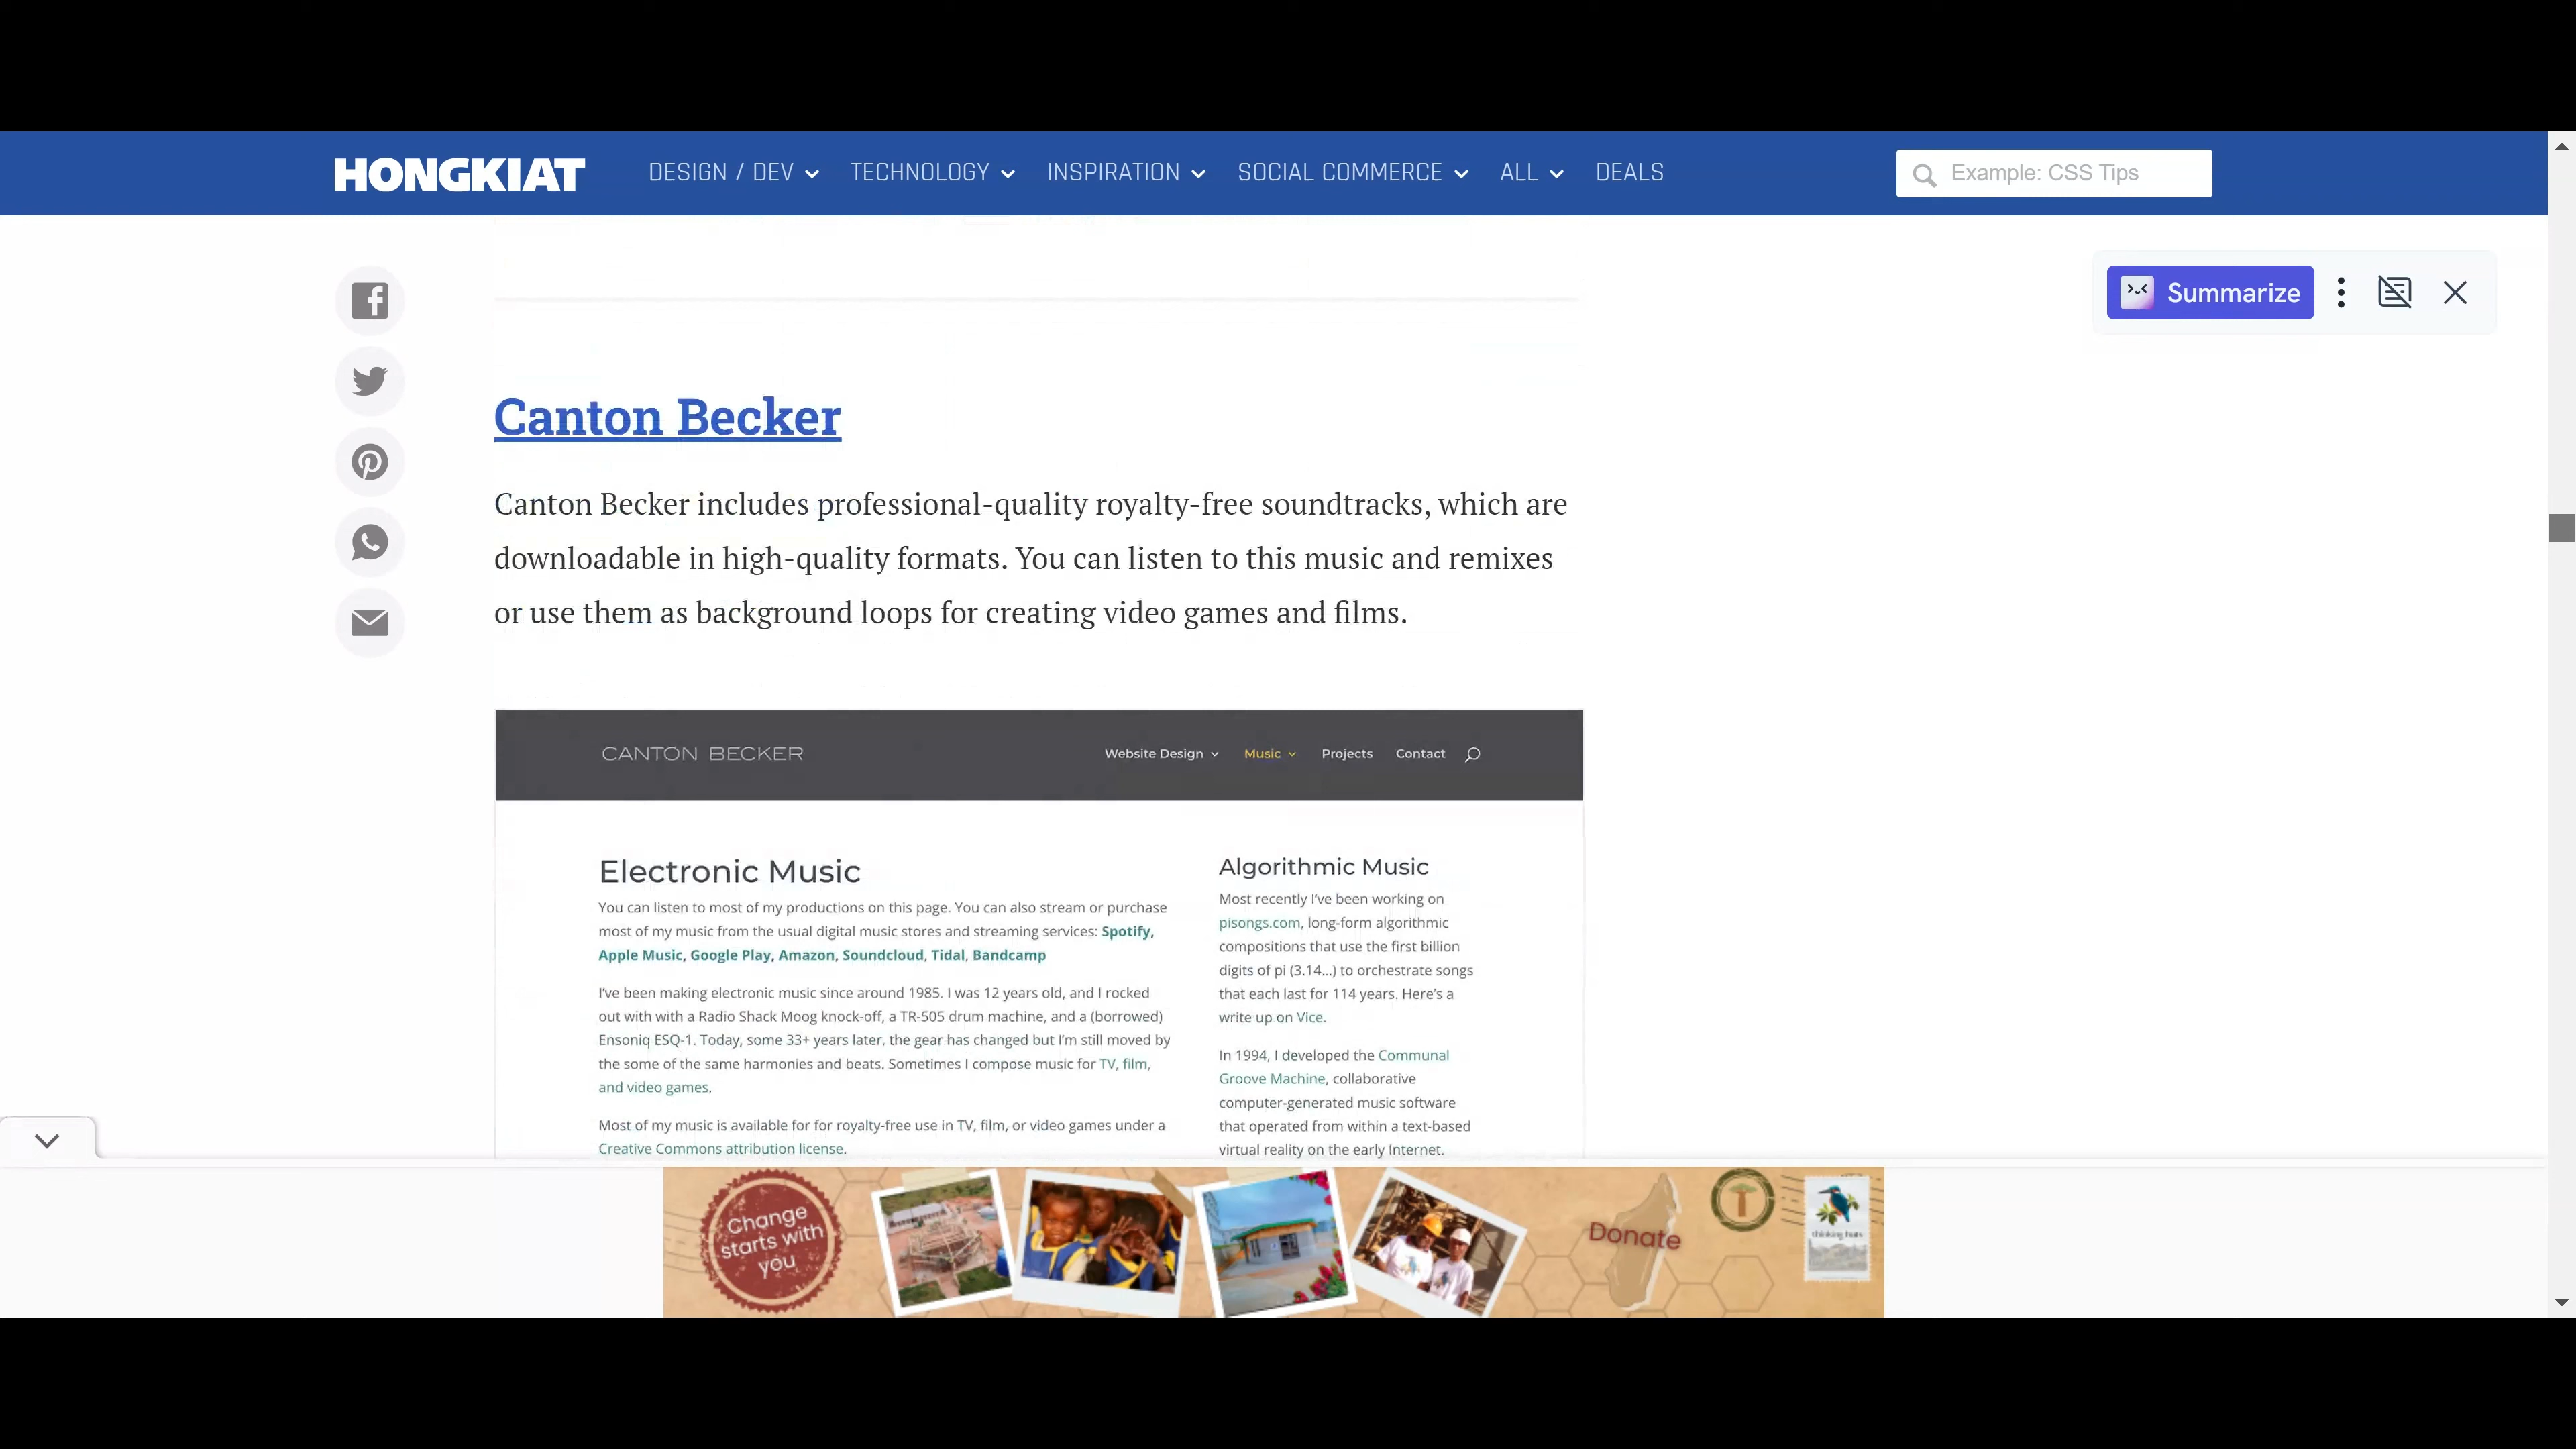 HONGKIAT DESIGN / DEV TECHNOLOGY INSPIRATION SOCIAL COMMERCE ALL DEALS Example: CSS Tips
Summarize
Canton Becker
Canton Becker includes professional-quality royalty-free soundtracks, which are
downloadable in high-quality formats. You can listen to this music and remixes
or use them as background loops for creating video games and films.
CANTON BECKER Website Design Music Projects Contact
Electronic Music
You can listen to most of my productions on this page. You can also stream or purchase
most of my music from the usual digital music stores and streaming services: Spotify,
Apple Music, Google Play, Amazon, Soundcloud, Tidal, Bandcamp
I've been making electronic music since around 1985. I was 12 years old, and I rocked
out with with a Radio Shack Moog knock-off, a TR-505 drum machine, and a (borrowed)
Ensoniq ESQ-1. Today, some 33+ years later, the gear has changed but I'm still moved by
the some of the same harmonies and beats. Sometimes I compose music for TV, film,
and video games.
Most of my music is available for for royalty-free use in TV, film, or video games under a
Creative Commons attribution license.
Algorithmic Music
Most recently I've been working on
pisongs.com, long-form algorithmic
compositions that use the first billion
digits of pi (3.14...) to orchestrate songs
that each last for 114 years. Here's a
write up on Vice.
In 1994, I developed the Communal
Groove Machine, collaborative
computer-generated music software
that operated from within a text-based
virtual reality on the early Internet.
Change
starts with
you
Donate
thinking huts